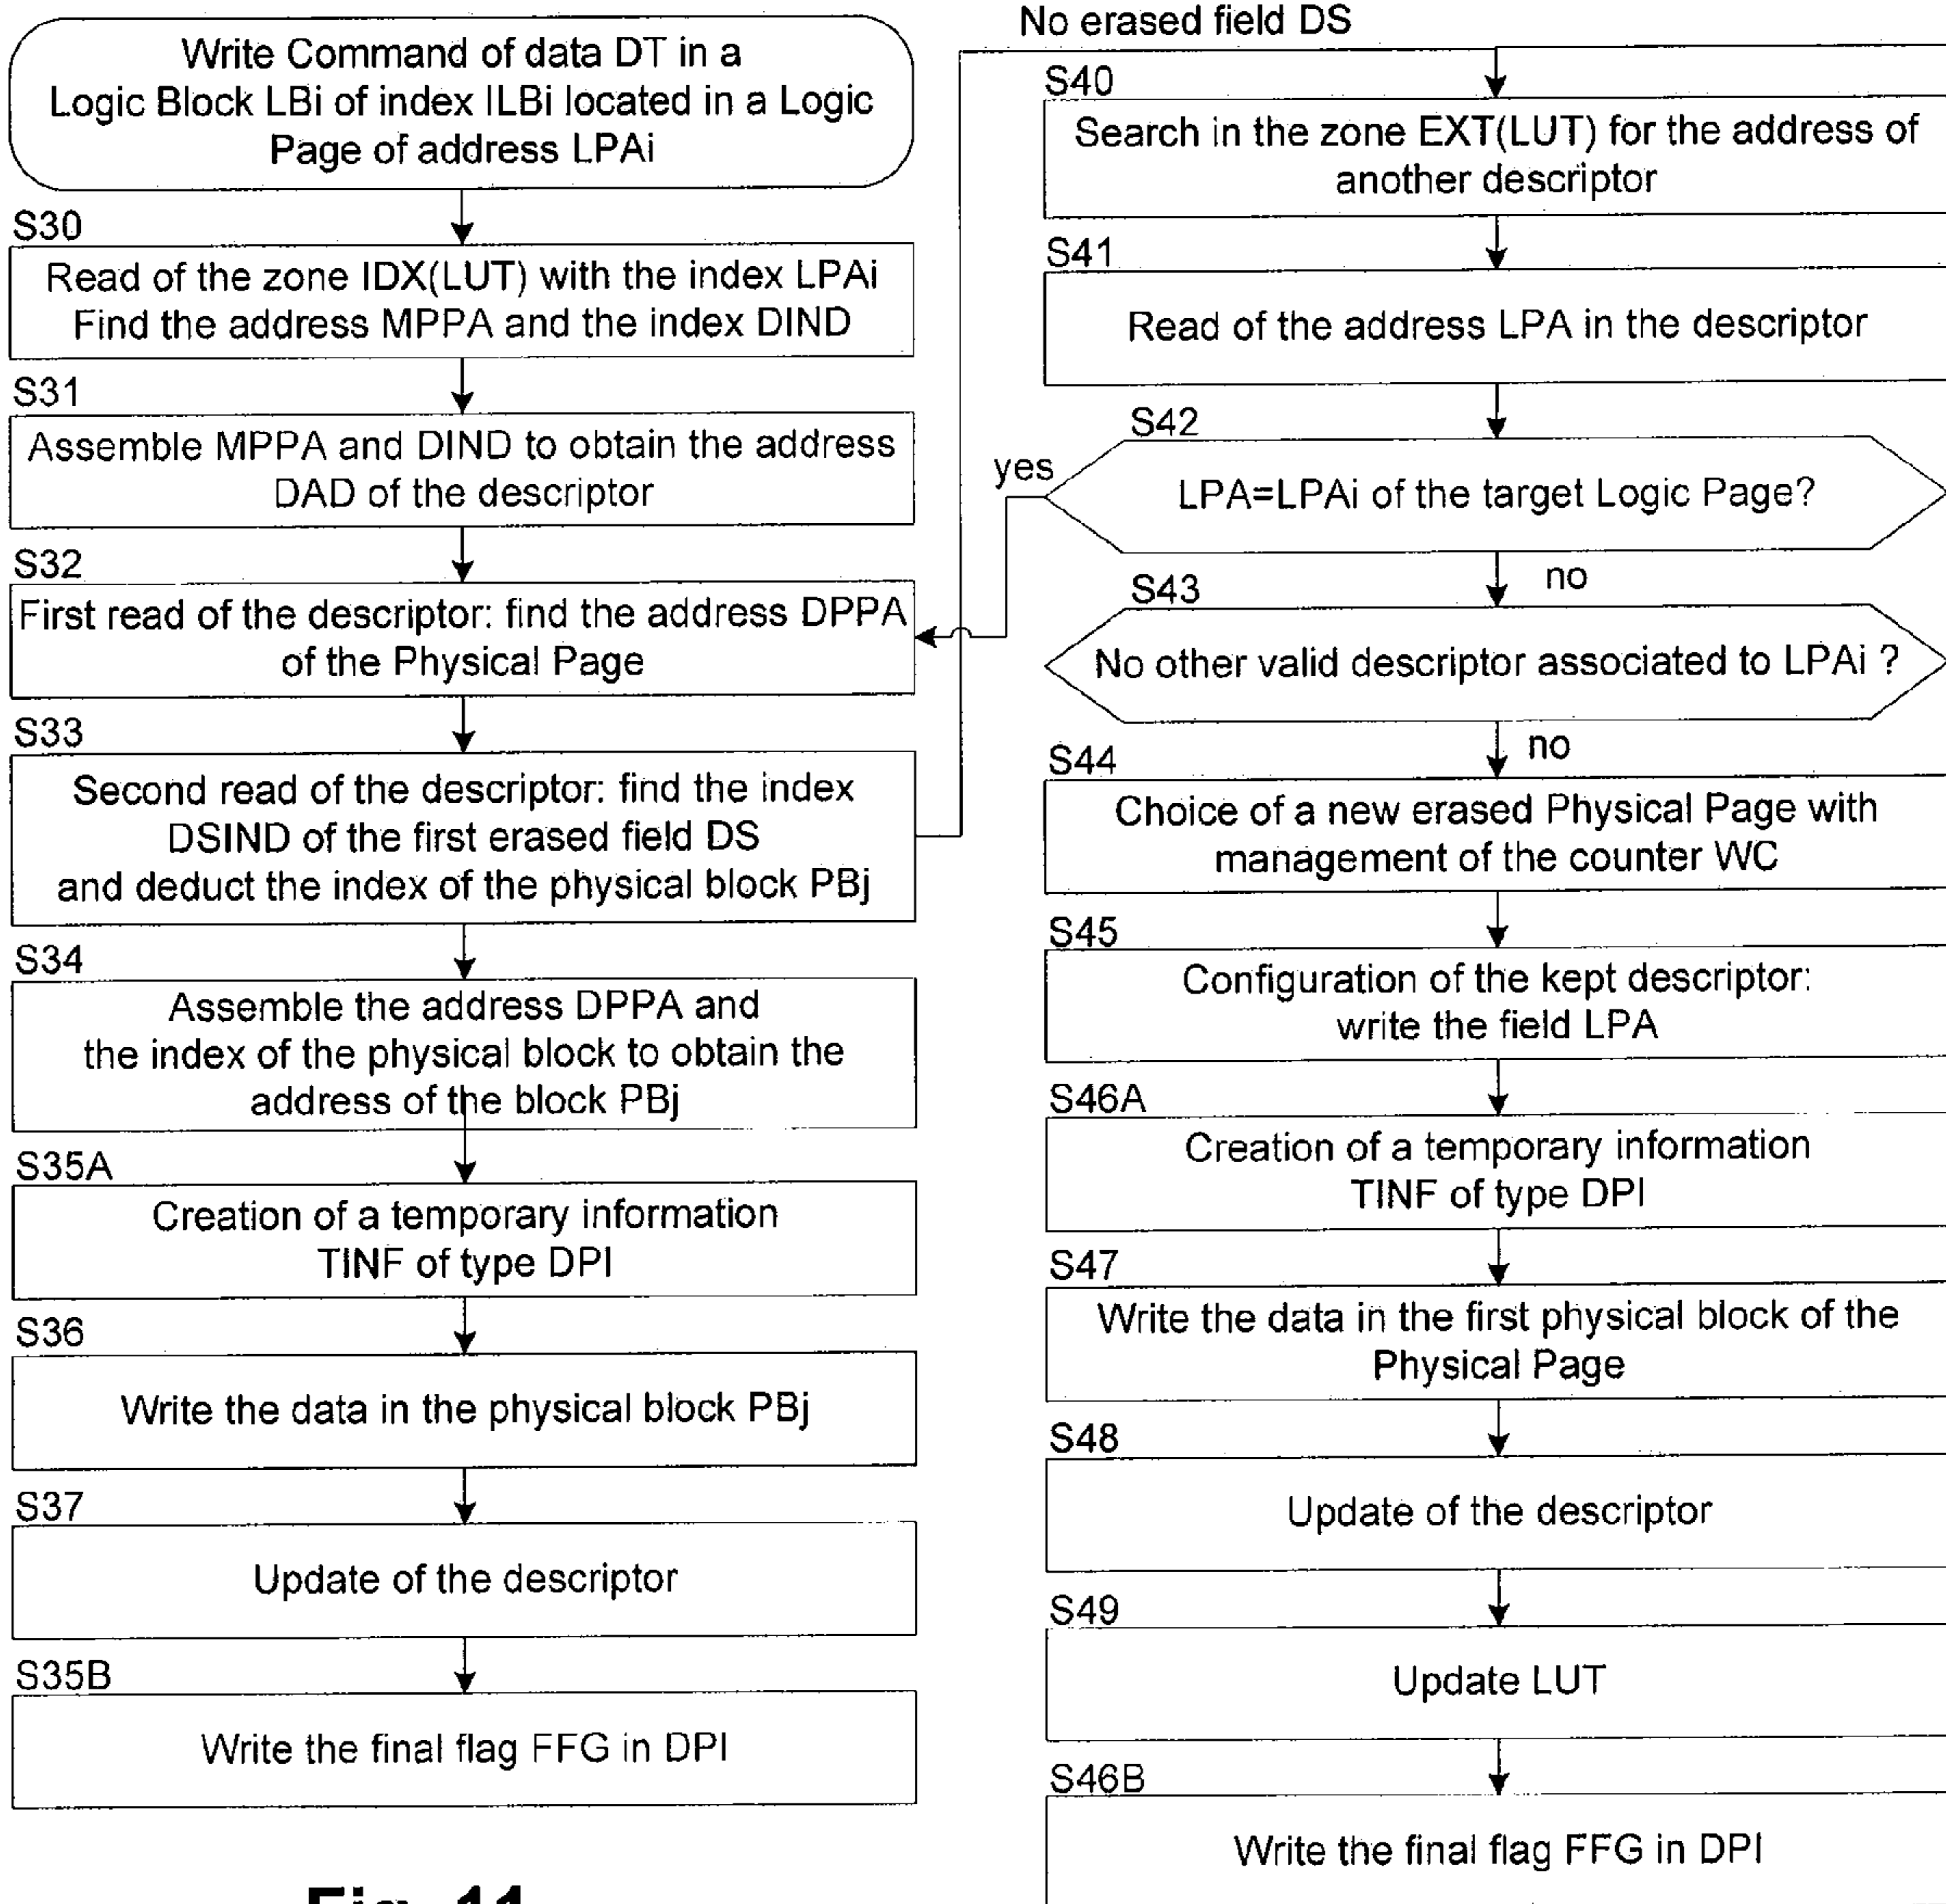 Write Command of data DT in a
Logic Block LBi of index ILBi located in a Logic
Page of address LPAi
S30
Read of the zone IDX(LUT) with the index LPAi
Find the address MPPA and the index DIND
S31
Assemble MPPA and DIND to obtain the address
DAD of the descriptor
S32
First read of the descriptor: find the address DPPA
of the Physical Page
S33
Second read of the descriptor: find the index
DSIND of the first erased field DS
and deduct the index of the physical block PBj
S34
Assemble the address DPPA and
the index of the physical block to obtain the
address of the block PBj
S35A
Creation of a temporary information
TINF of type DPI
S36
Write the data in the physical block PBj
S37
Update of the descriptor
S35B
Write the final flag FFG in DPI
No erased field DS
S40
Search in the zone EXT(LUT) for the address of
another descriptor
S41
Read of the address LPA in the descriptor
S42
yes
LPA=LPAi of the target Logic Page?
no
S43
No other valid descriptor associated to LPAi ?
no
S44
Choice of a new erased Physical Page with
management of the counter WC
S45
Configuration of the kept descriptor:
write the field LPA
S46A
Creation of a temporary information
TINF of type DPI
S47
Write the data in the first physical block of the
Physical Page
S48
Update of the descriptor
S49
Update LUT
S46B
Write the final flag FFG in DPI
Fig. 11